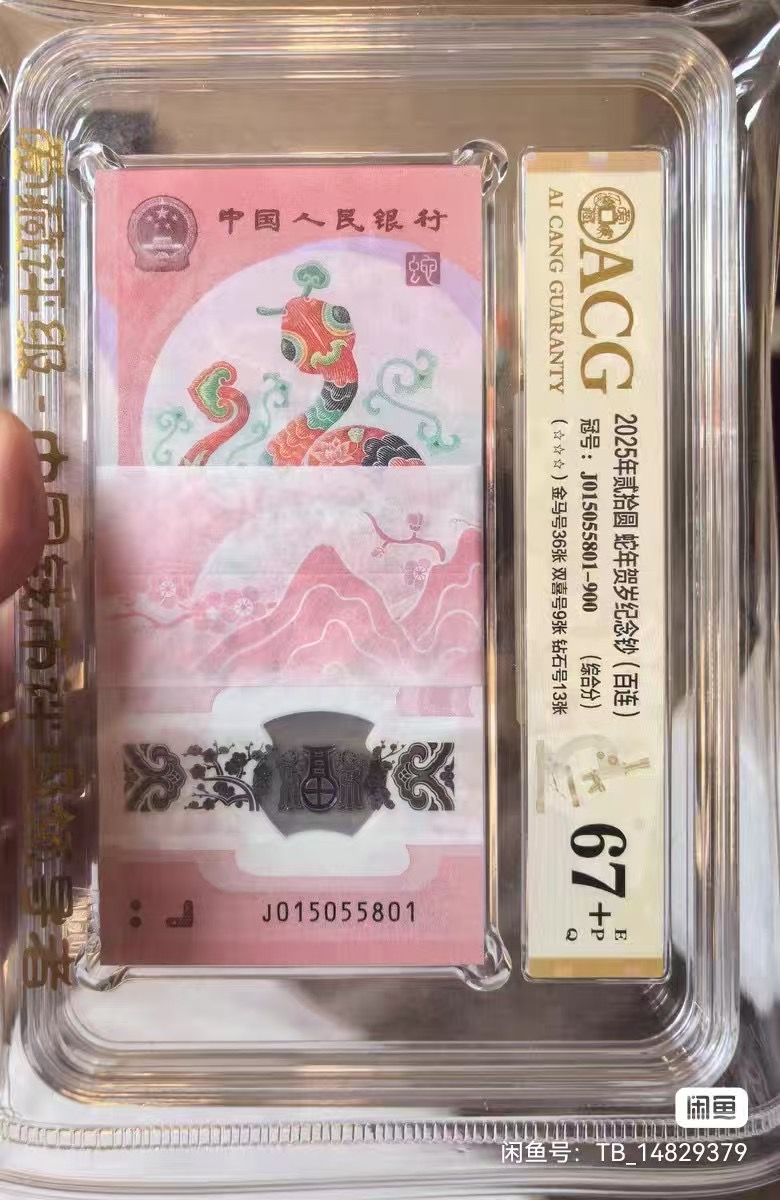 中国人民银行
蛇
J015055801
ACG
AI CANG GUARANTY
2025年贰拾圆 蛇年贺岁纪念钞（百连）
冠号：J015055801-900 （综合分）
（☆☆☆）金马号36张 双喜号9张 钻石号13张
67+
E
P
Q
闲鱼
闲鱼号：TB_14829379